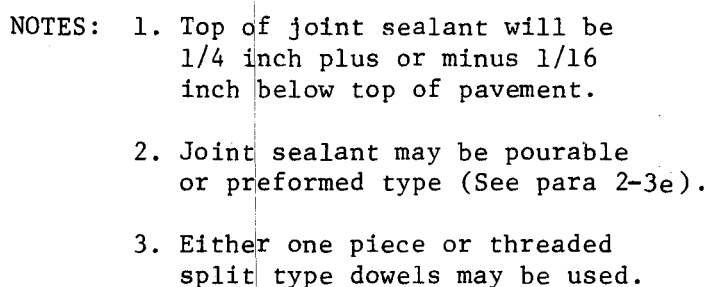 NOTES: 1. Top of joint sealant will be
1/4 inch plus or minus 1/16
inch below top of pavement.
2. Joint sealant may be pourable
or preformed type (See para 2-3e).
3. Either one piece or threaded
split type dowels may be used.